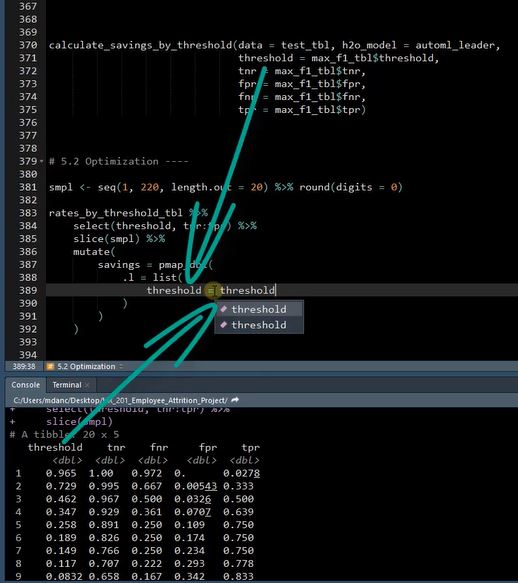 367
368
369
370 calculate_savings_by_threshold(data = test_tbl, h2o_model = automl_leader,
371 threshold = max_f1_tbl$threshold,
372 tnr = max_f1_tbl$tnr,
373 fpr = max_f1_tbl$fpr,
374 fnr = max_f1_tbl$fnr,
375 tpr = max_f1_tbl$tpr)
376
377
378
379 # 5.2 Optimization ----
380
381 smpl <- seq(1, 220, length.out = 20) %>% round(digits = 0)
382
383 rates_by_threshold_tbl %>%
384 select(threshold, tnr:tpr) %>%
385 slice(smpl) %>%
386 mutate(
387 savings = pmap_dbl(
388 .l = list(
389 threshold = threshold
390 )
threshold
391 )
threshold
392 )
393
394
389:38 5.2 Optimization
Console Terminal
C:/Users/mdanc/Desktop/ 201_Employee_Attrition_Project/
+ select(threshold, tnr:tpr) %>%
+ slice(smpl)
# A tibble: 20 x 5
threshold tnr fnr fpr tpr
<dbl> <dbl> <dbl> <dbl> <dbl>
1 0.965 1.00 0.972 0. 0.0278
2 0.729 0.995 0.667 0.00543 0.333
3 0.462 0.967 0.500 0.0326 0.500
4 0.347 0.929 0.361 0.0707 0.639
5 0.258 0.891 0.250 0.109 0.750
6 0.189 0.826 0.250 0.174 0.750
7 0.149 0.766 0.250 0.234 0.750
8 0.117 0.707 0.222 0.293 0.778
9 0.0832 0.658 0.167 0.342 0.833